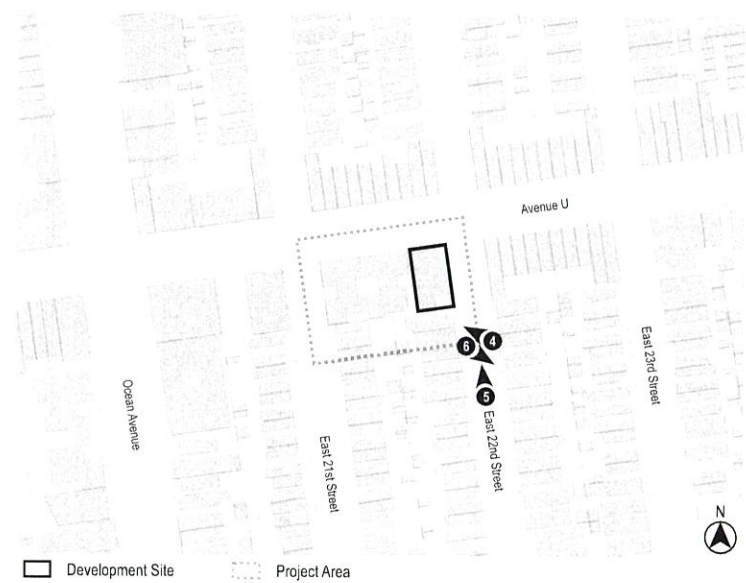 Avenue U
4
6
5
Ocean Avenue
East 21st Street
East 22nd Street
East 23rd Street
N
Development Site
Project Area